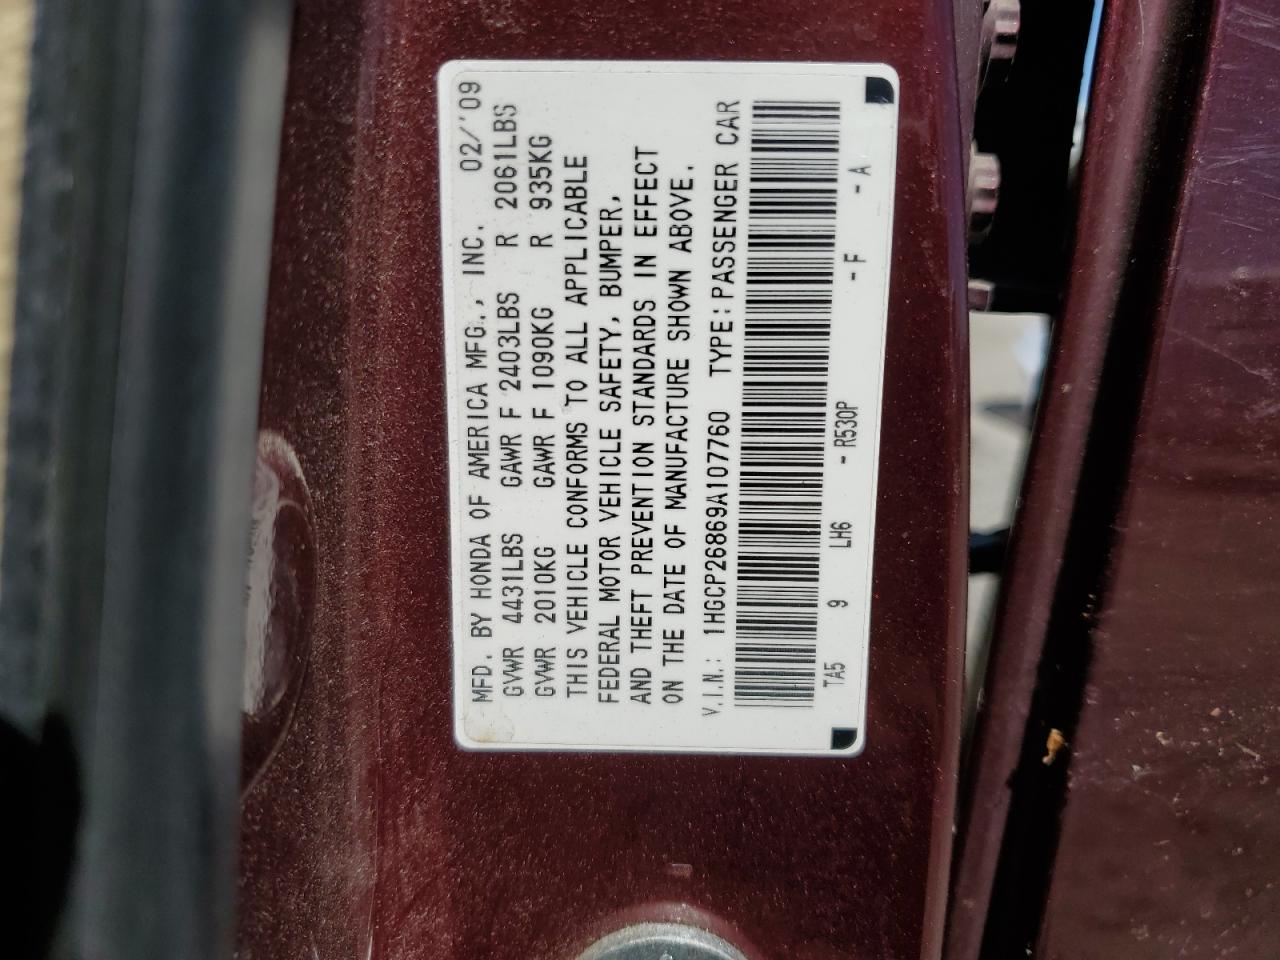 MFD. BY HONDA OF AMERICA MFG., INC. 02/'09
GVWR 4431LBS GAWR F 2403LBS R 2061LBS
GVWR 2010KG GAWR F 1090KG R 935KG
THIS VEHICLE CONFORMS TO ALL APPLICABLE
FEDERAL MOTOR VEHICLE SAFETY, BUMPER,
AND THEFT PREVENTION STANDARDS IN EFFECT
ON THE DATE OF MANUFACTURE SHOWN ABOVE.
V.I.N.: 1HGCP26869A107760 TYPE:PASSENGER CAR
TA5 9 LH6 - R530P - F - A